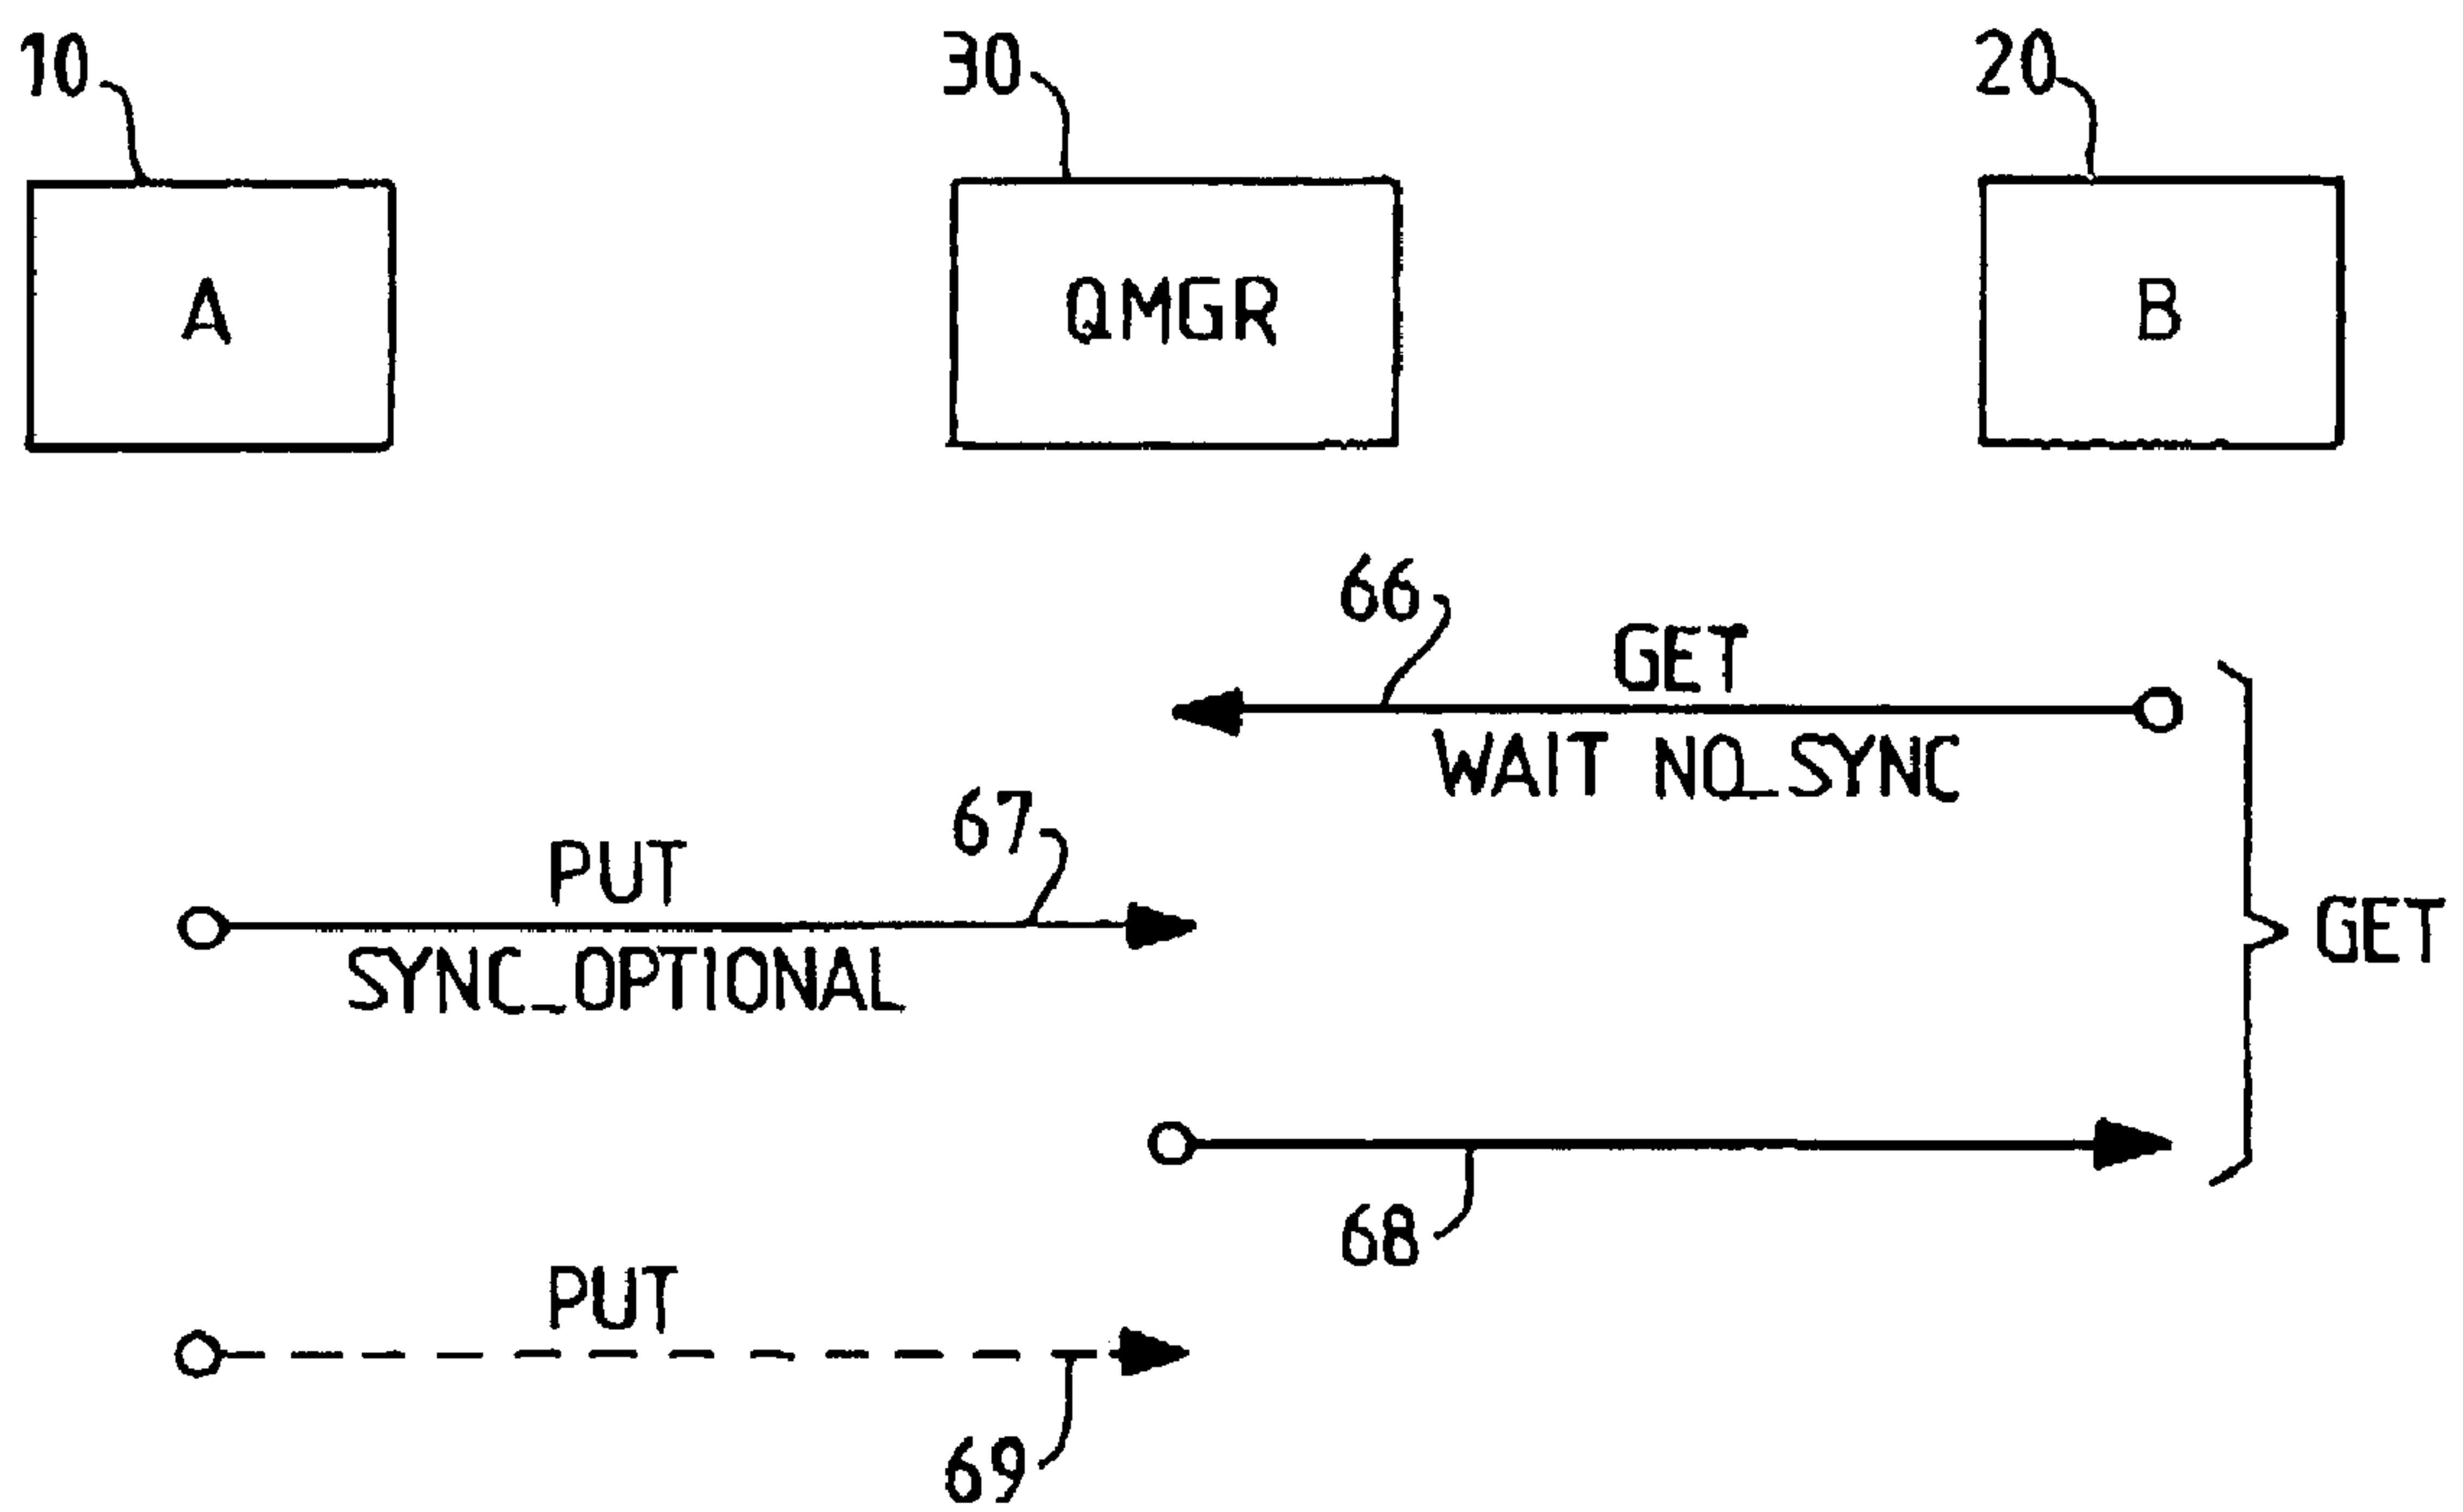 10
30
20
A
QMGR
B
66
GET
WAIT NO_SYNC
67
PUT
SYNC_OPTIONAL
GET
68
PUT
69